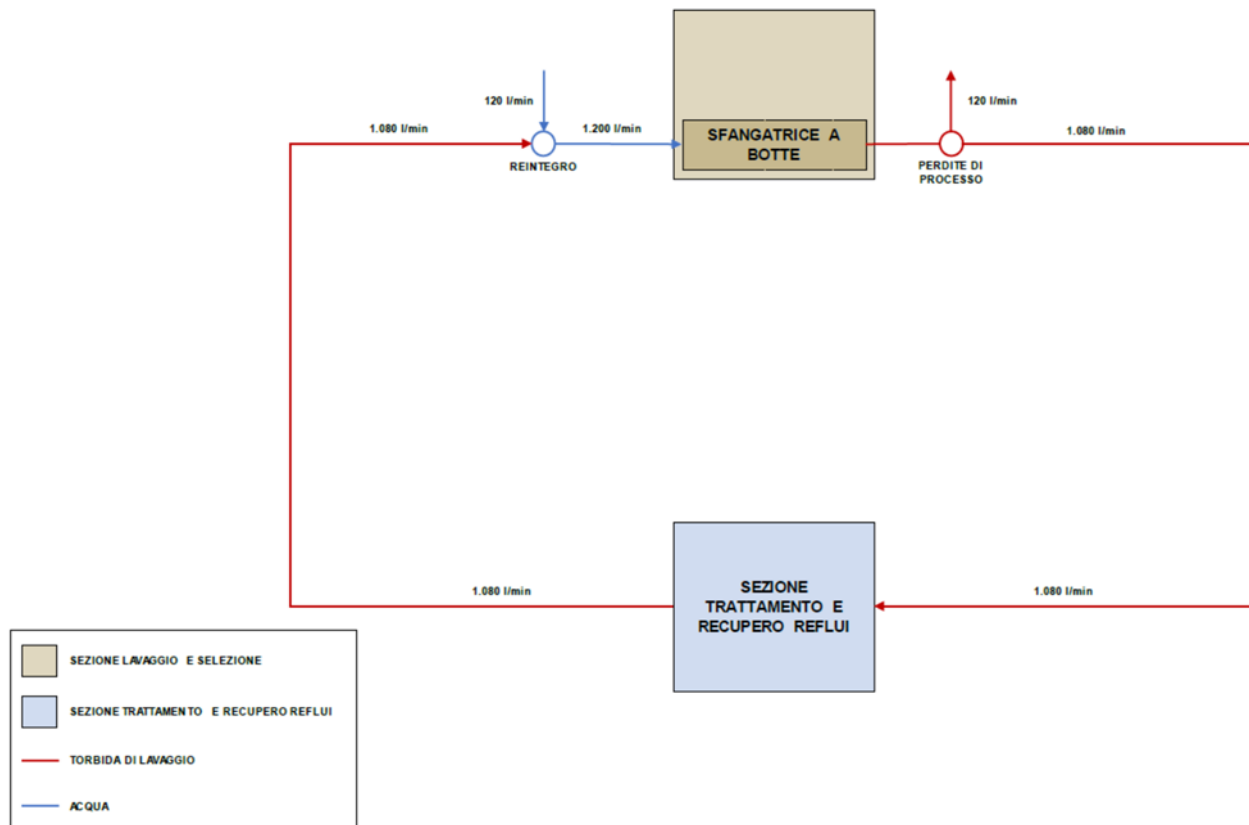 120 l/min
120 l/min
1.080 l/min
1.200 l/min
SFANGATRICE A
BOTTE
1.080 l/min
REINTEGRO
PERDITE DI
PROCESSO
SEZIONE
TRATTAMENTO E
RECUPERO REFLUI
1.080 l/min
1.080 l/min
SEZIONE LAVAGGIO E SELEZIONE
SEZIONE TRATTAMENTO E RECUPERO REFLUI
TORBIDA DI LAVAGGIO
ACQUA